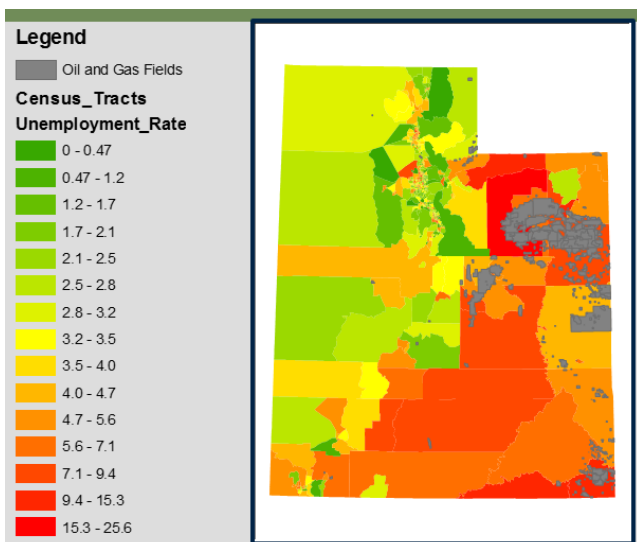 Legend
Oil and Gas Fields
Census_Tracts
Unemployment_Rate
0 - 0.47
0.47 - 1.2
1.2 - 1.7
1.7 - 2.1
2.1 - 2.5
2.5 - 2.8
2.8 - 3.2
3.2 - 3.5
3.5 - 4.0
4.0 - 4.7
4.7 - 5.6
5.6 - 7.1
7.1 - 9.4
9.4 - 15.3
15.3 - 25.6